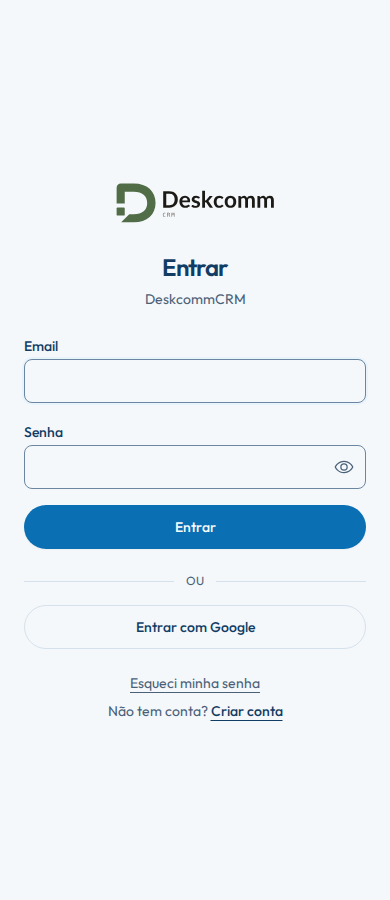 Deskcomm
CRM
Entrar
DeskcommCRM
Email
Senha
Entrar
OU
Entrar com Google
Esqueci minha senha
Não tem conta? Criar conta